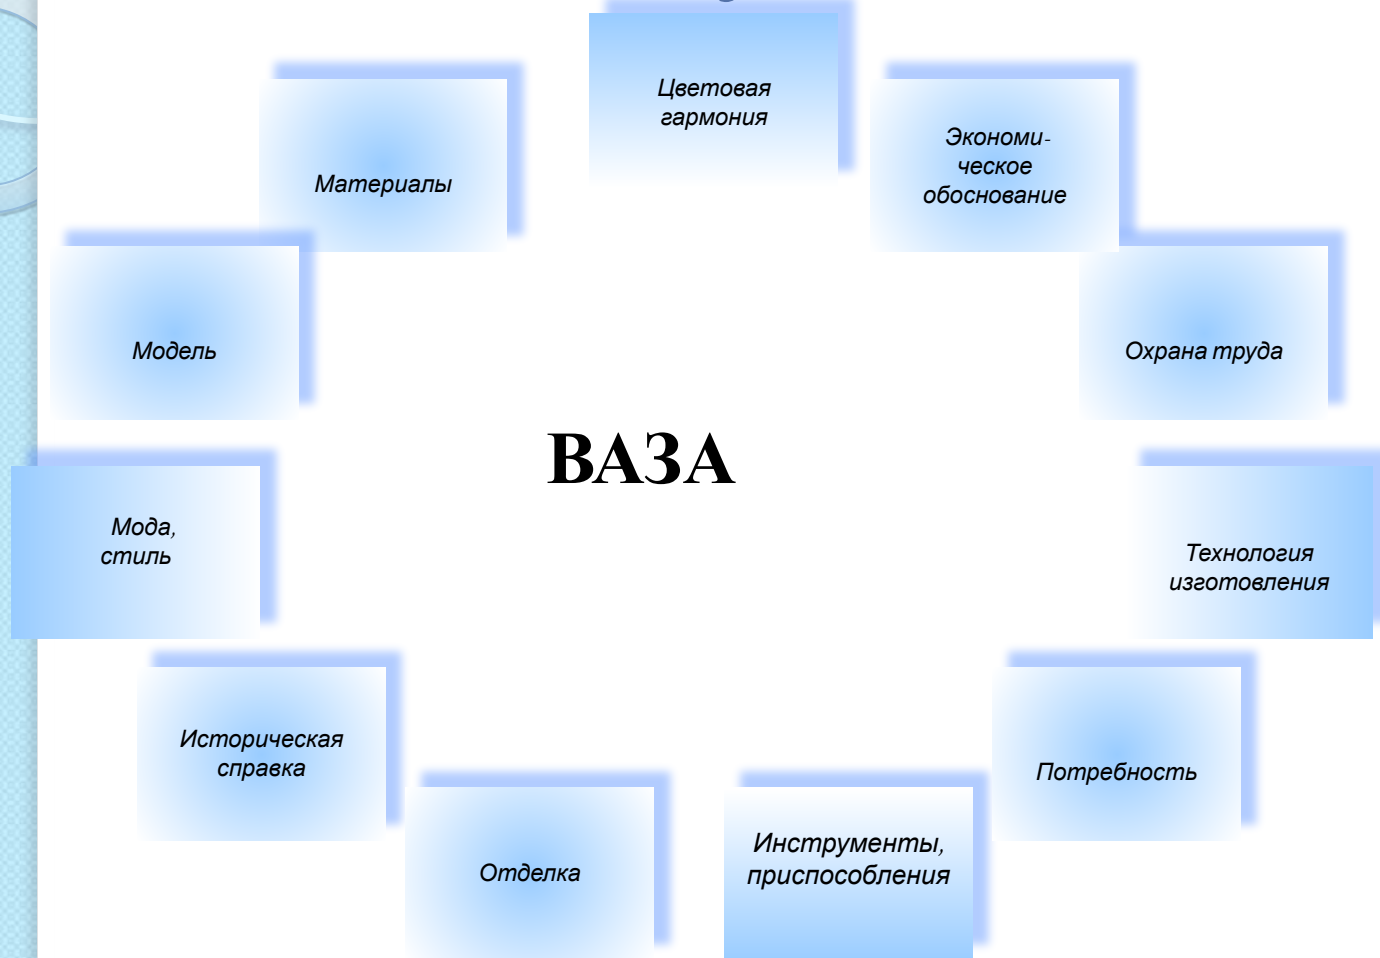 Цветовая
гармония
Экономи-
ческое
обоснование
Материалы
Модель
Охрана труда
ВАЗА
Мода,
стиль
Технология
изготовления
Историческая
справка
Потребность
Отделка
Инструменты,
приспособления